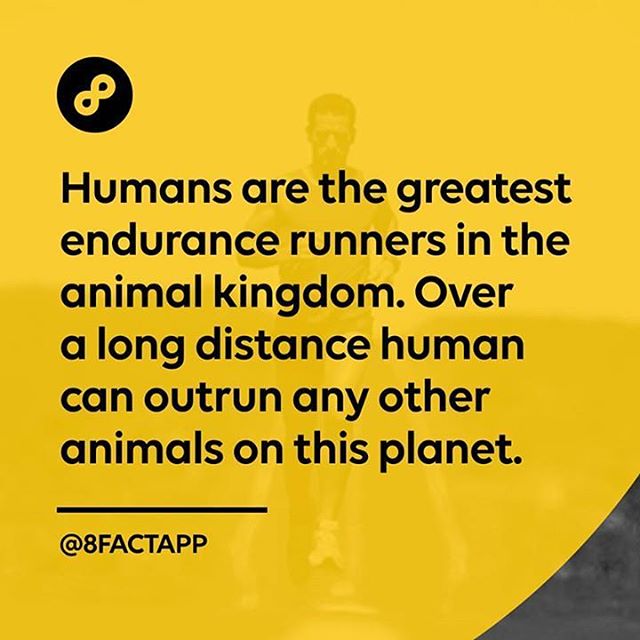 Humans are the greatest
endurance runners in the
animal kingdom. Over
a long distance human
can outrun any other
animals on this planet.
@8FACTAPP